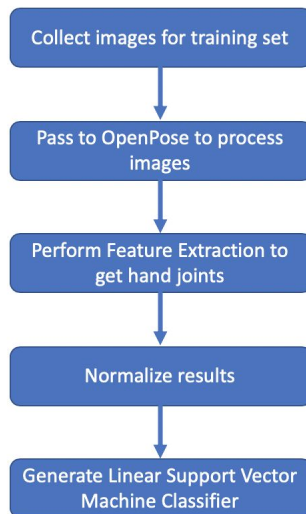 Collect images for training set
Pass to OpenPose to process
images
Perform Feature Extraction to
get hand joints
Normalize results
Generate Linear Support Vector
Machine Classifier